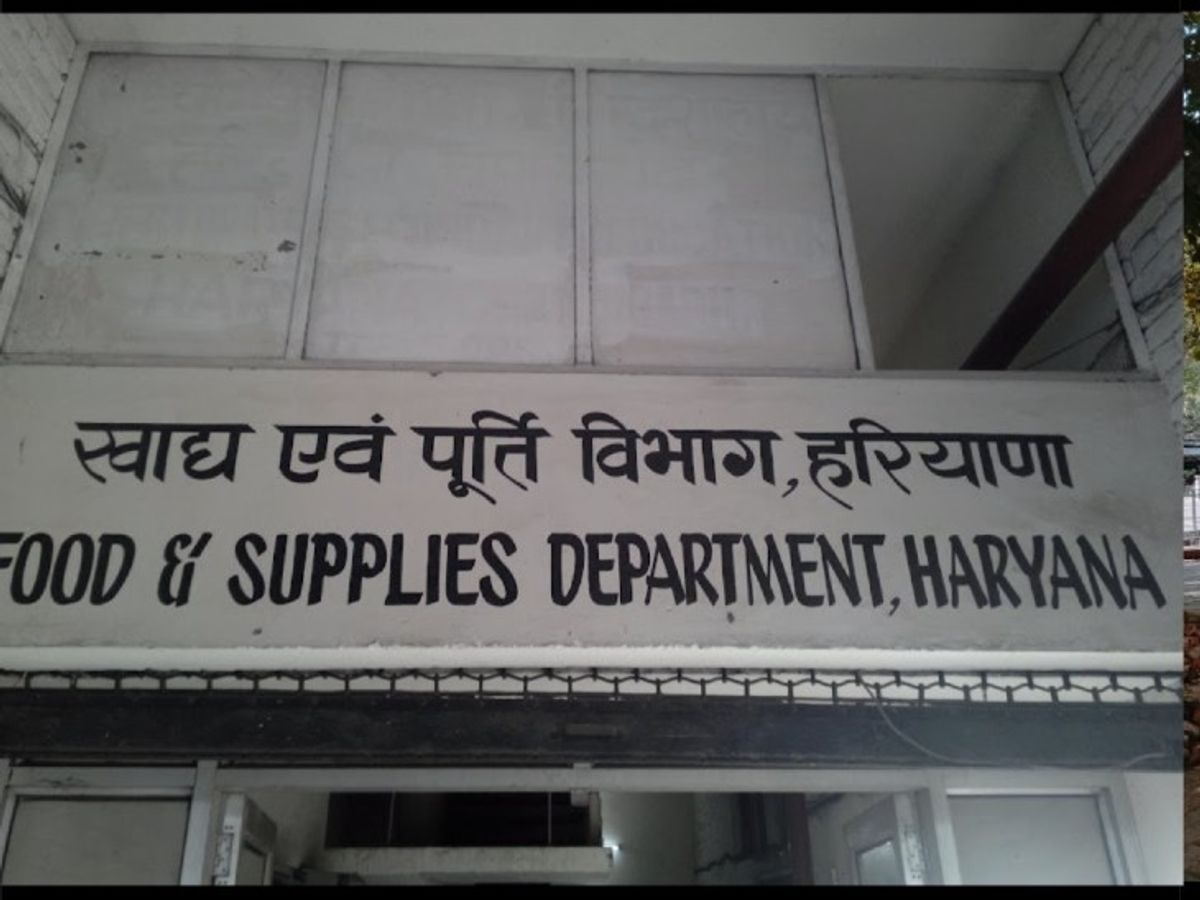 खाद्य एवं पूर्ति विभाग, हरियाणा
FOOD & SUPPLIES DEPARTMENT, HARYANA